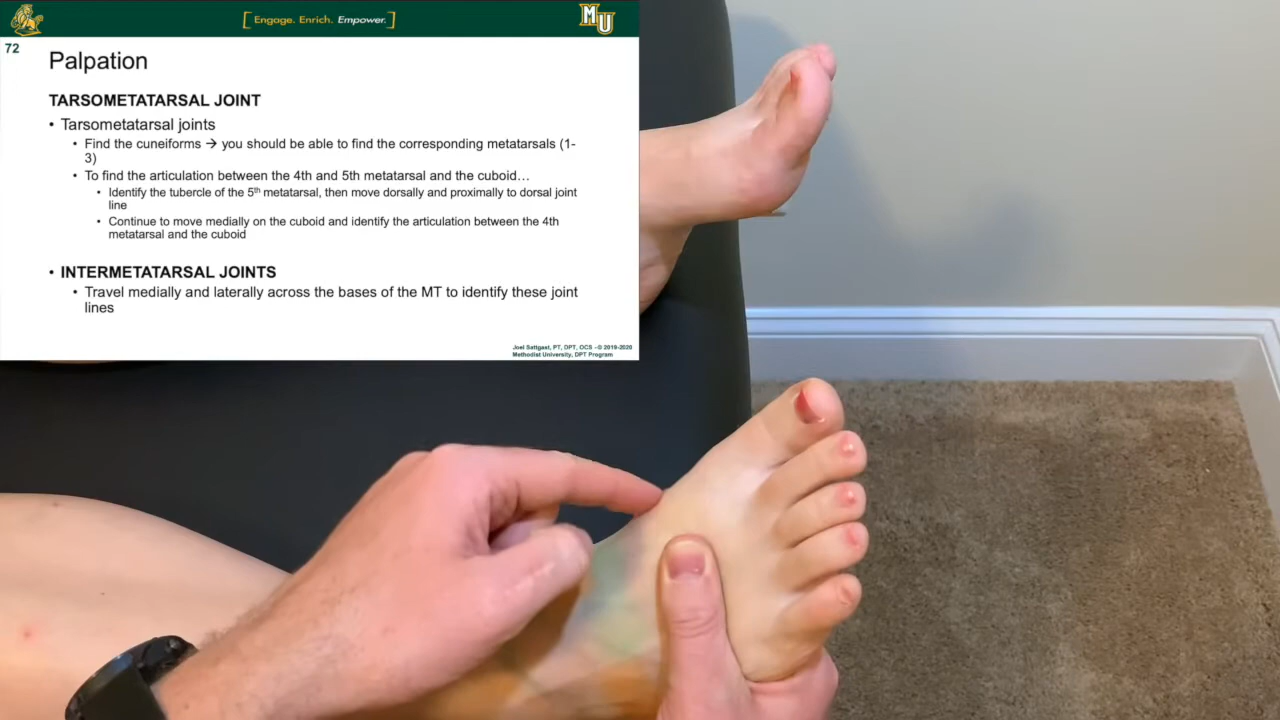 [ Engage. Enrich. Empower. ]
MU
72
Palpation
TARSOMETATARSAL JOINT
• Tarsometatarsal joints
• Find the cuneiforms → you should be able to find the corresponding metatarsals (1-
3)
• To find the articulation between the 4th and 5th metatarsal and the cuboid…
• Identify the tubercle of the 5th metatarsal, then move dorsally and proximally to dorsal joint
line
• Continue to move medially on the cuboid and identify the articulation between the 4th
metatarsal and the cuboid
• INTERMETATARSAL JOINTS
• Travel medially and laterally across the bases of the MT to identify these joint
lines
Joel Sattgast, PT, DPT, OCS –© 2019-2020
Methodist University, DPT Program